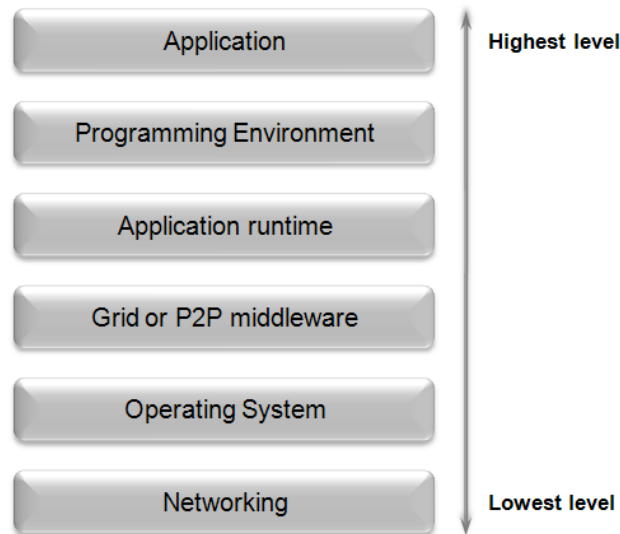 Application
Highest level
Programming Environment
Application runtime
Grid or P2P middleware
Operating System
Networking
Lowest level